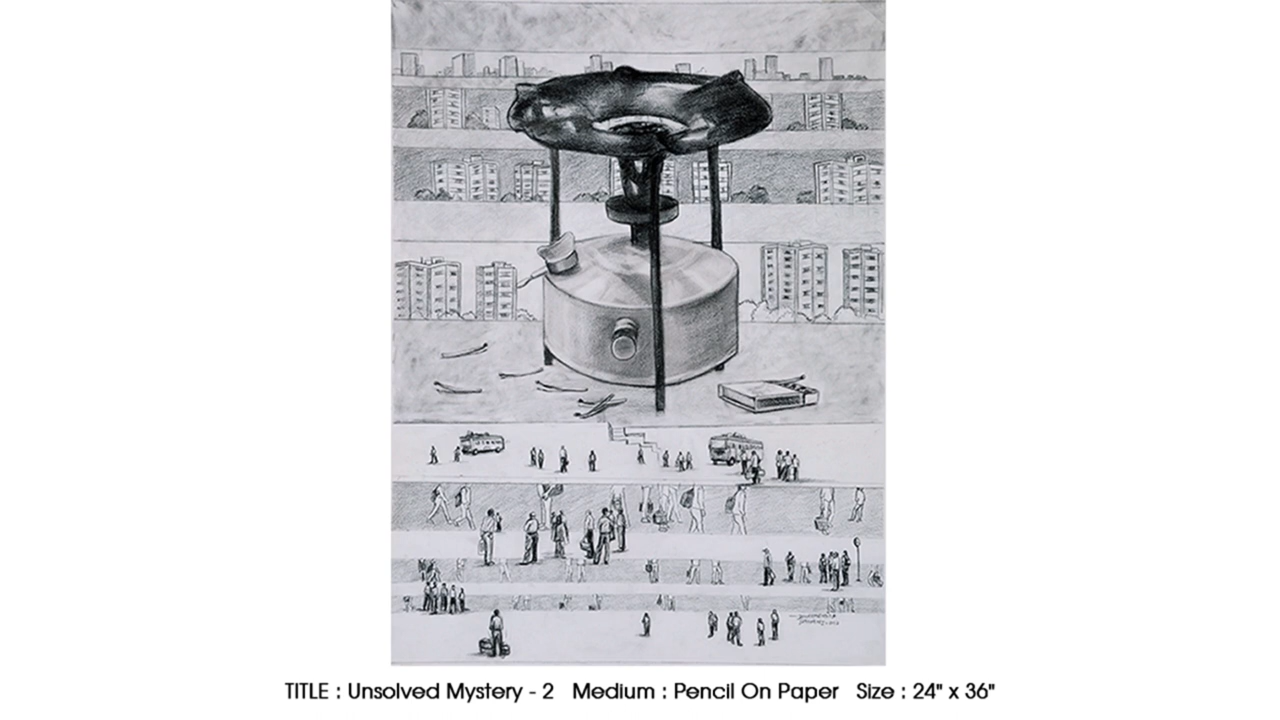 TITLE : Unsolved Mystery - 2 Medium : Pencil On Paper Size : 24" x 36"